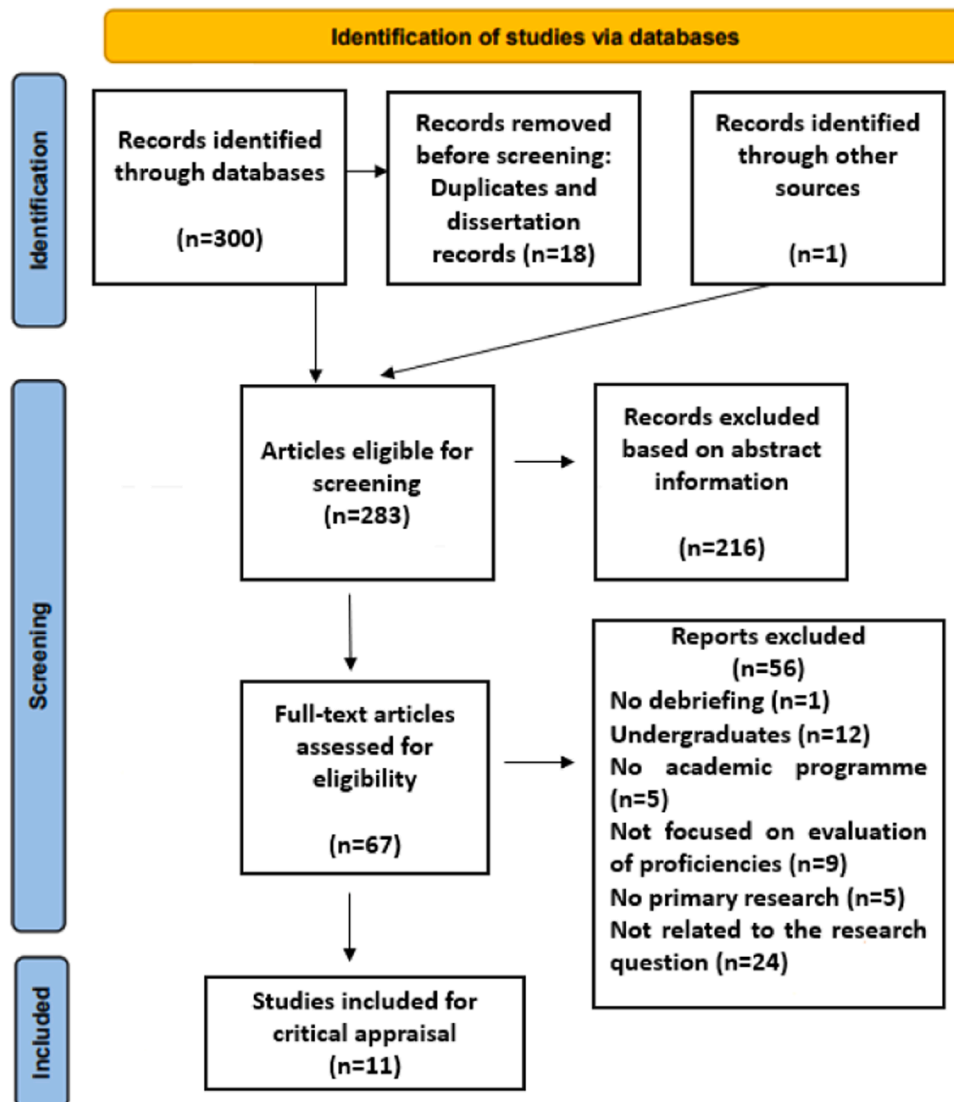 Identification of studies via databases
Identification
Records identified
through databases
(n=300)
Records removed
before screening:
Duplicates and
dissertation
records (n=18)
Records identified
through other
sources
(n=1)
Screening
Articles eligible for
screening
(n=283)
Records excluded
based on abstract
information
(n=216)
Full-text articles
assessed for
eligibility
(n=67)
Reports excluded
(n=56)
No debriefing (n=1)
Undergraduates (n=12)
No academic programme
(n=5)
Not focused on evaluation
of proficiencies (n=9)
No primary research (n=5)
Not related to the research
question (n=24)
Included
Studies included for
critical appraisal
(n=11)